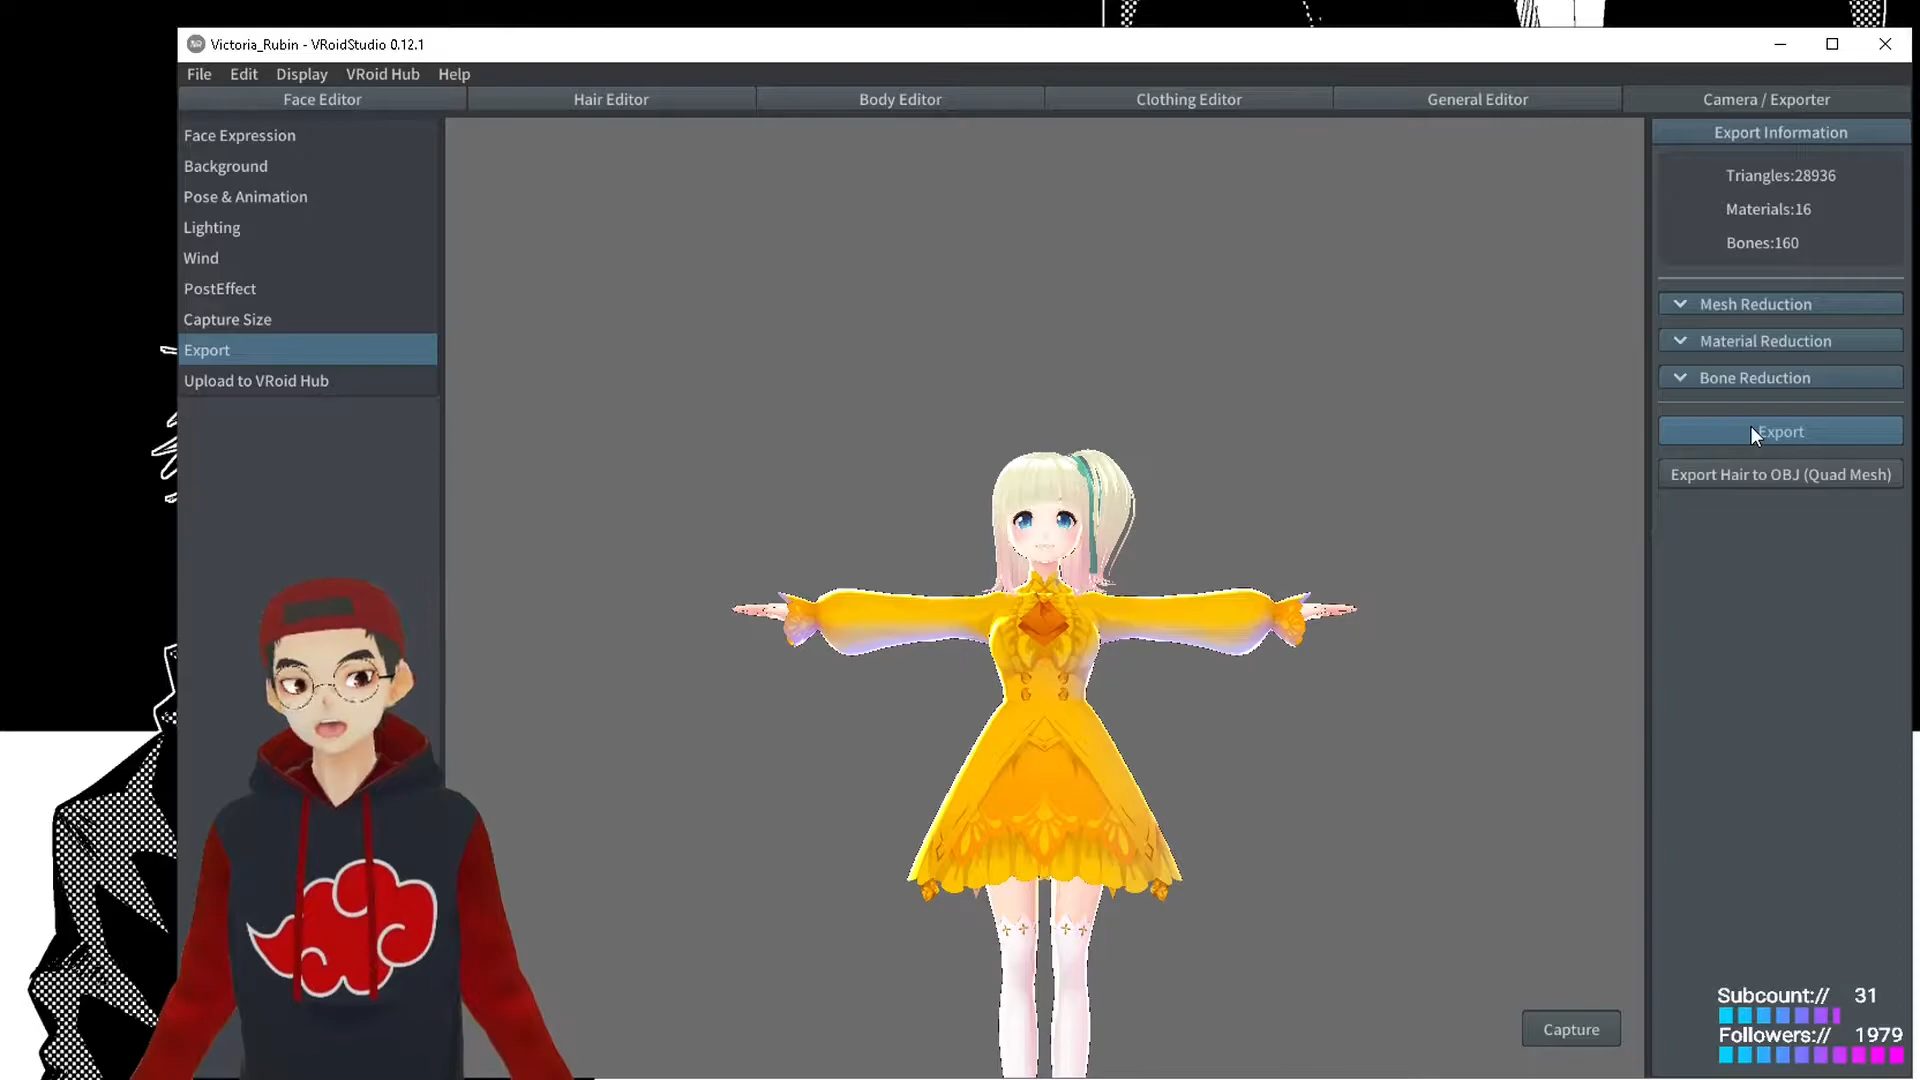 Victoria_Rubin - VRoidStudio 0.12.1
File Edit Display VRoid Hub Help
Face Editor Hair Editor Body Editor Clothing Editor General Editor Camera / Exporter
Face Expression
Background
Pose & Animation
Lighting
Wind
PostEffect
Capture Size
Export
Upload to VRoid Hub
Export Information
Triangles:28936
Materials:16
Bones:160
Mesh Reduction
Material Reduction
Bone Reduction
Export
Export Hair to OBJ (Quad Mesh)
Capture
Subcount:// 31
Followers:// 1979